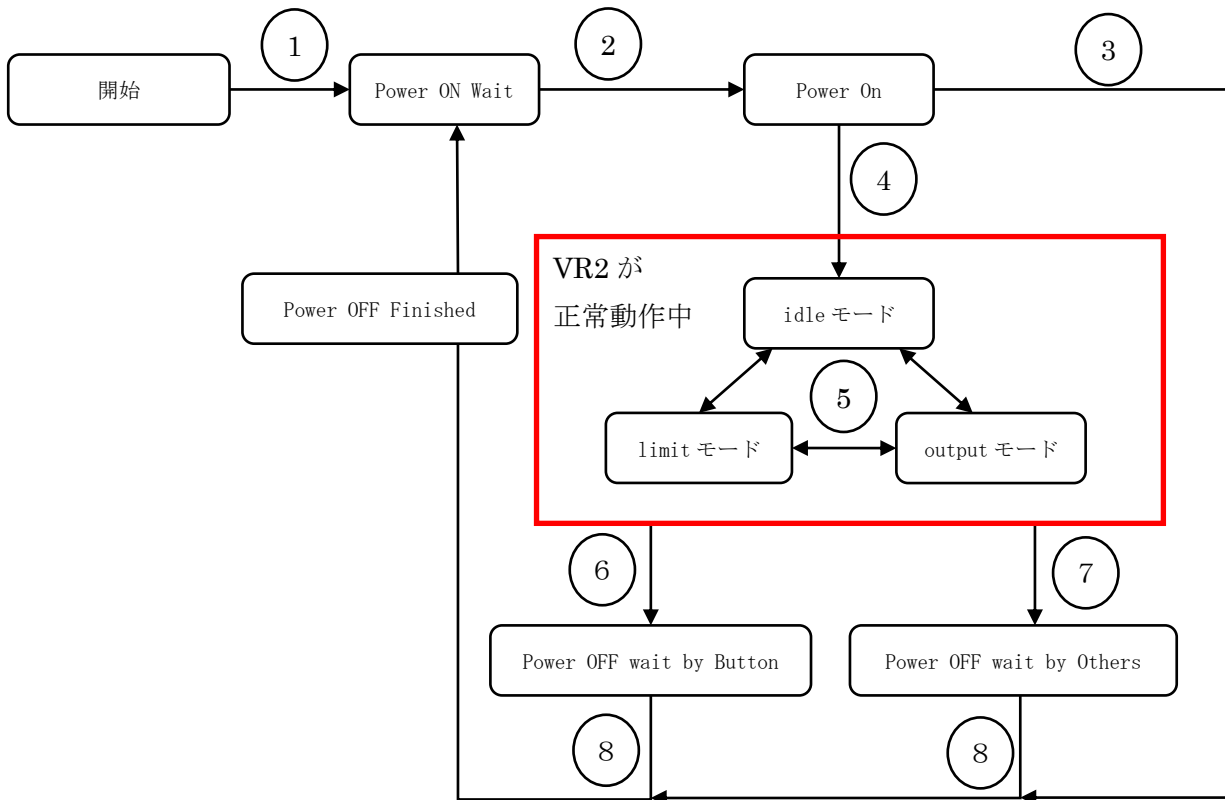 1
2
3
開始
Power ON Wait
Power On
4
VR2 が
正常動作中
Power OFF Finished
idle モード
5
limit モード
output モード
6
7
Power OFF wait by Button
Power OFF wait by Others
8
8